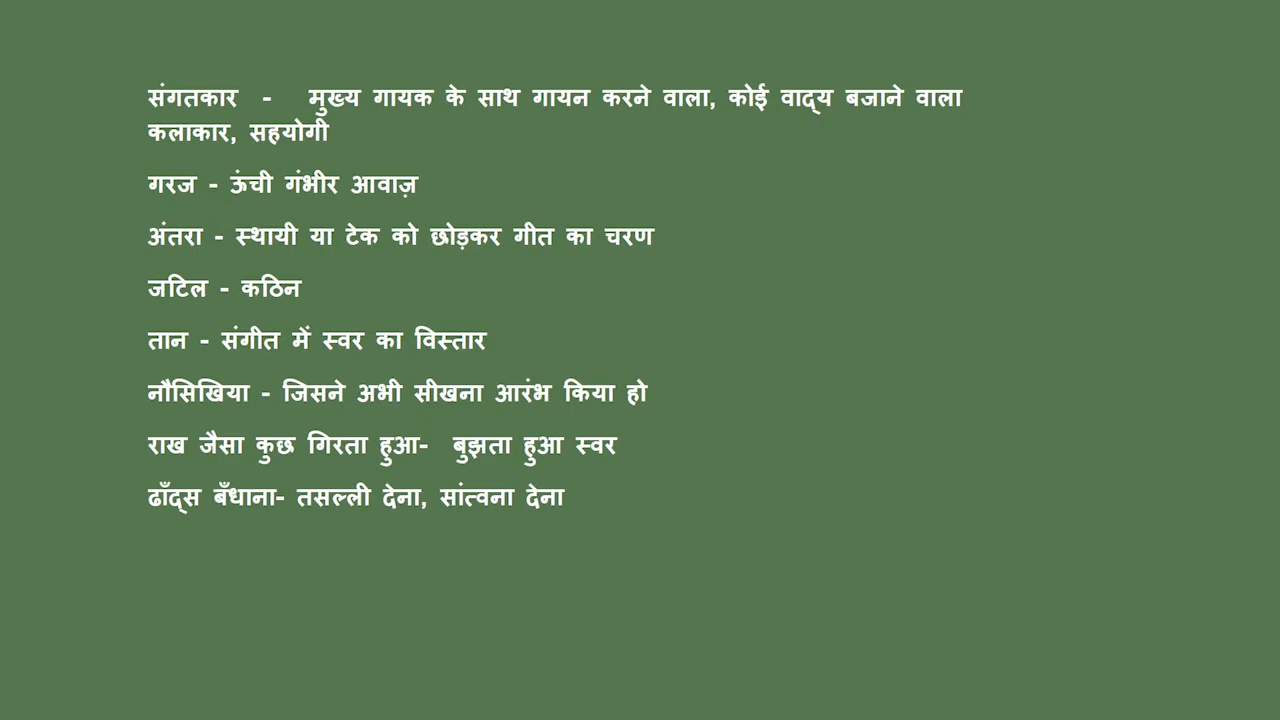 संगतकार - मुख्य गायक के साथ गायन करने वाला, कोई वाद्‌य बजाने वाला
कलाकार, सहयोगी
गरज - ऊंची गंभीर आवाज़
अंतरा - स्थायी या टेक को छोड़कर गीत का चरण
जटिल - कठिन
तान - संगीत में स्वर का विस्तार
नौसिखिया - जिसने अभी सीखना आरंभ किया हो
राख जैसा कुछ गिरता हुआ- बुझता हुआ स्वर
ढाँद्‌स बँधाना- तसल्ली देना, सांत्वना देना